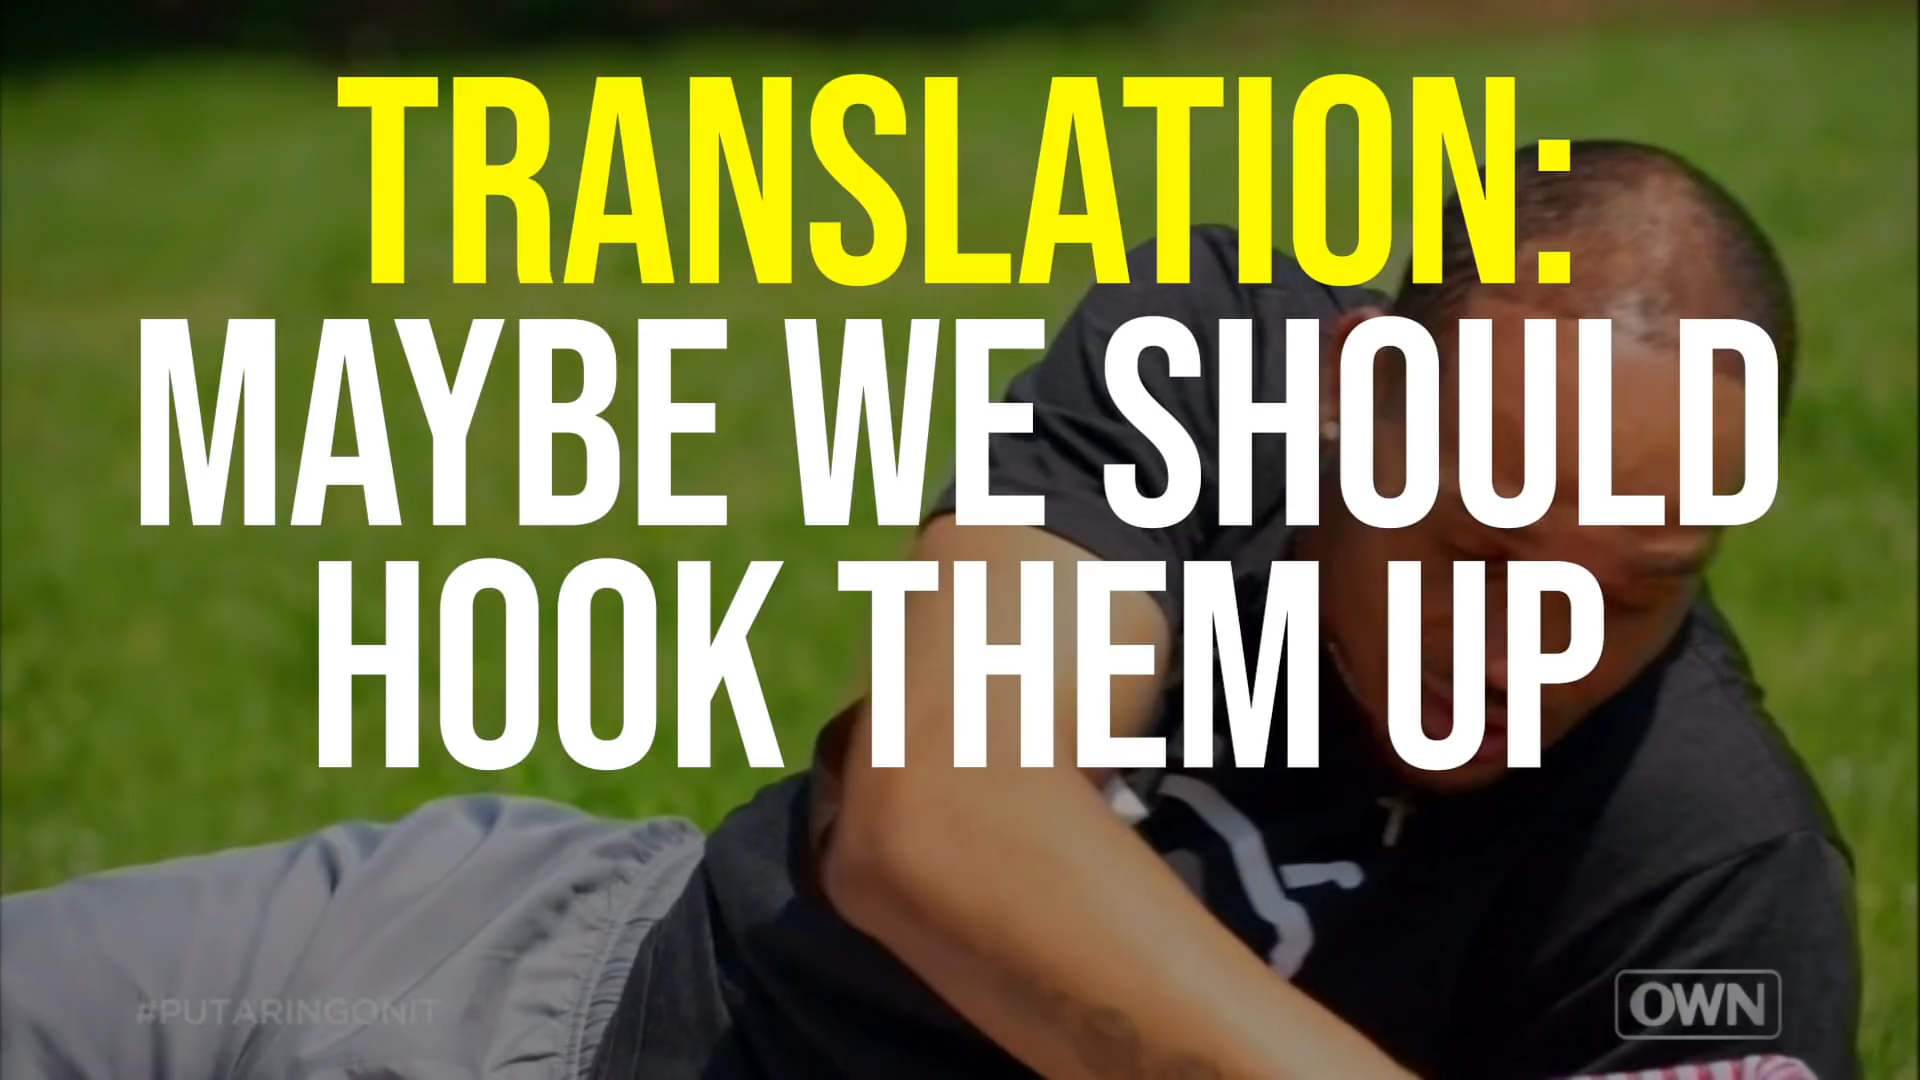 TRANSLATION:
MAYBE WE SHOULD
HOOK THEM UP
#PUTARINGONIT
OWN